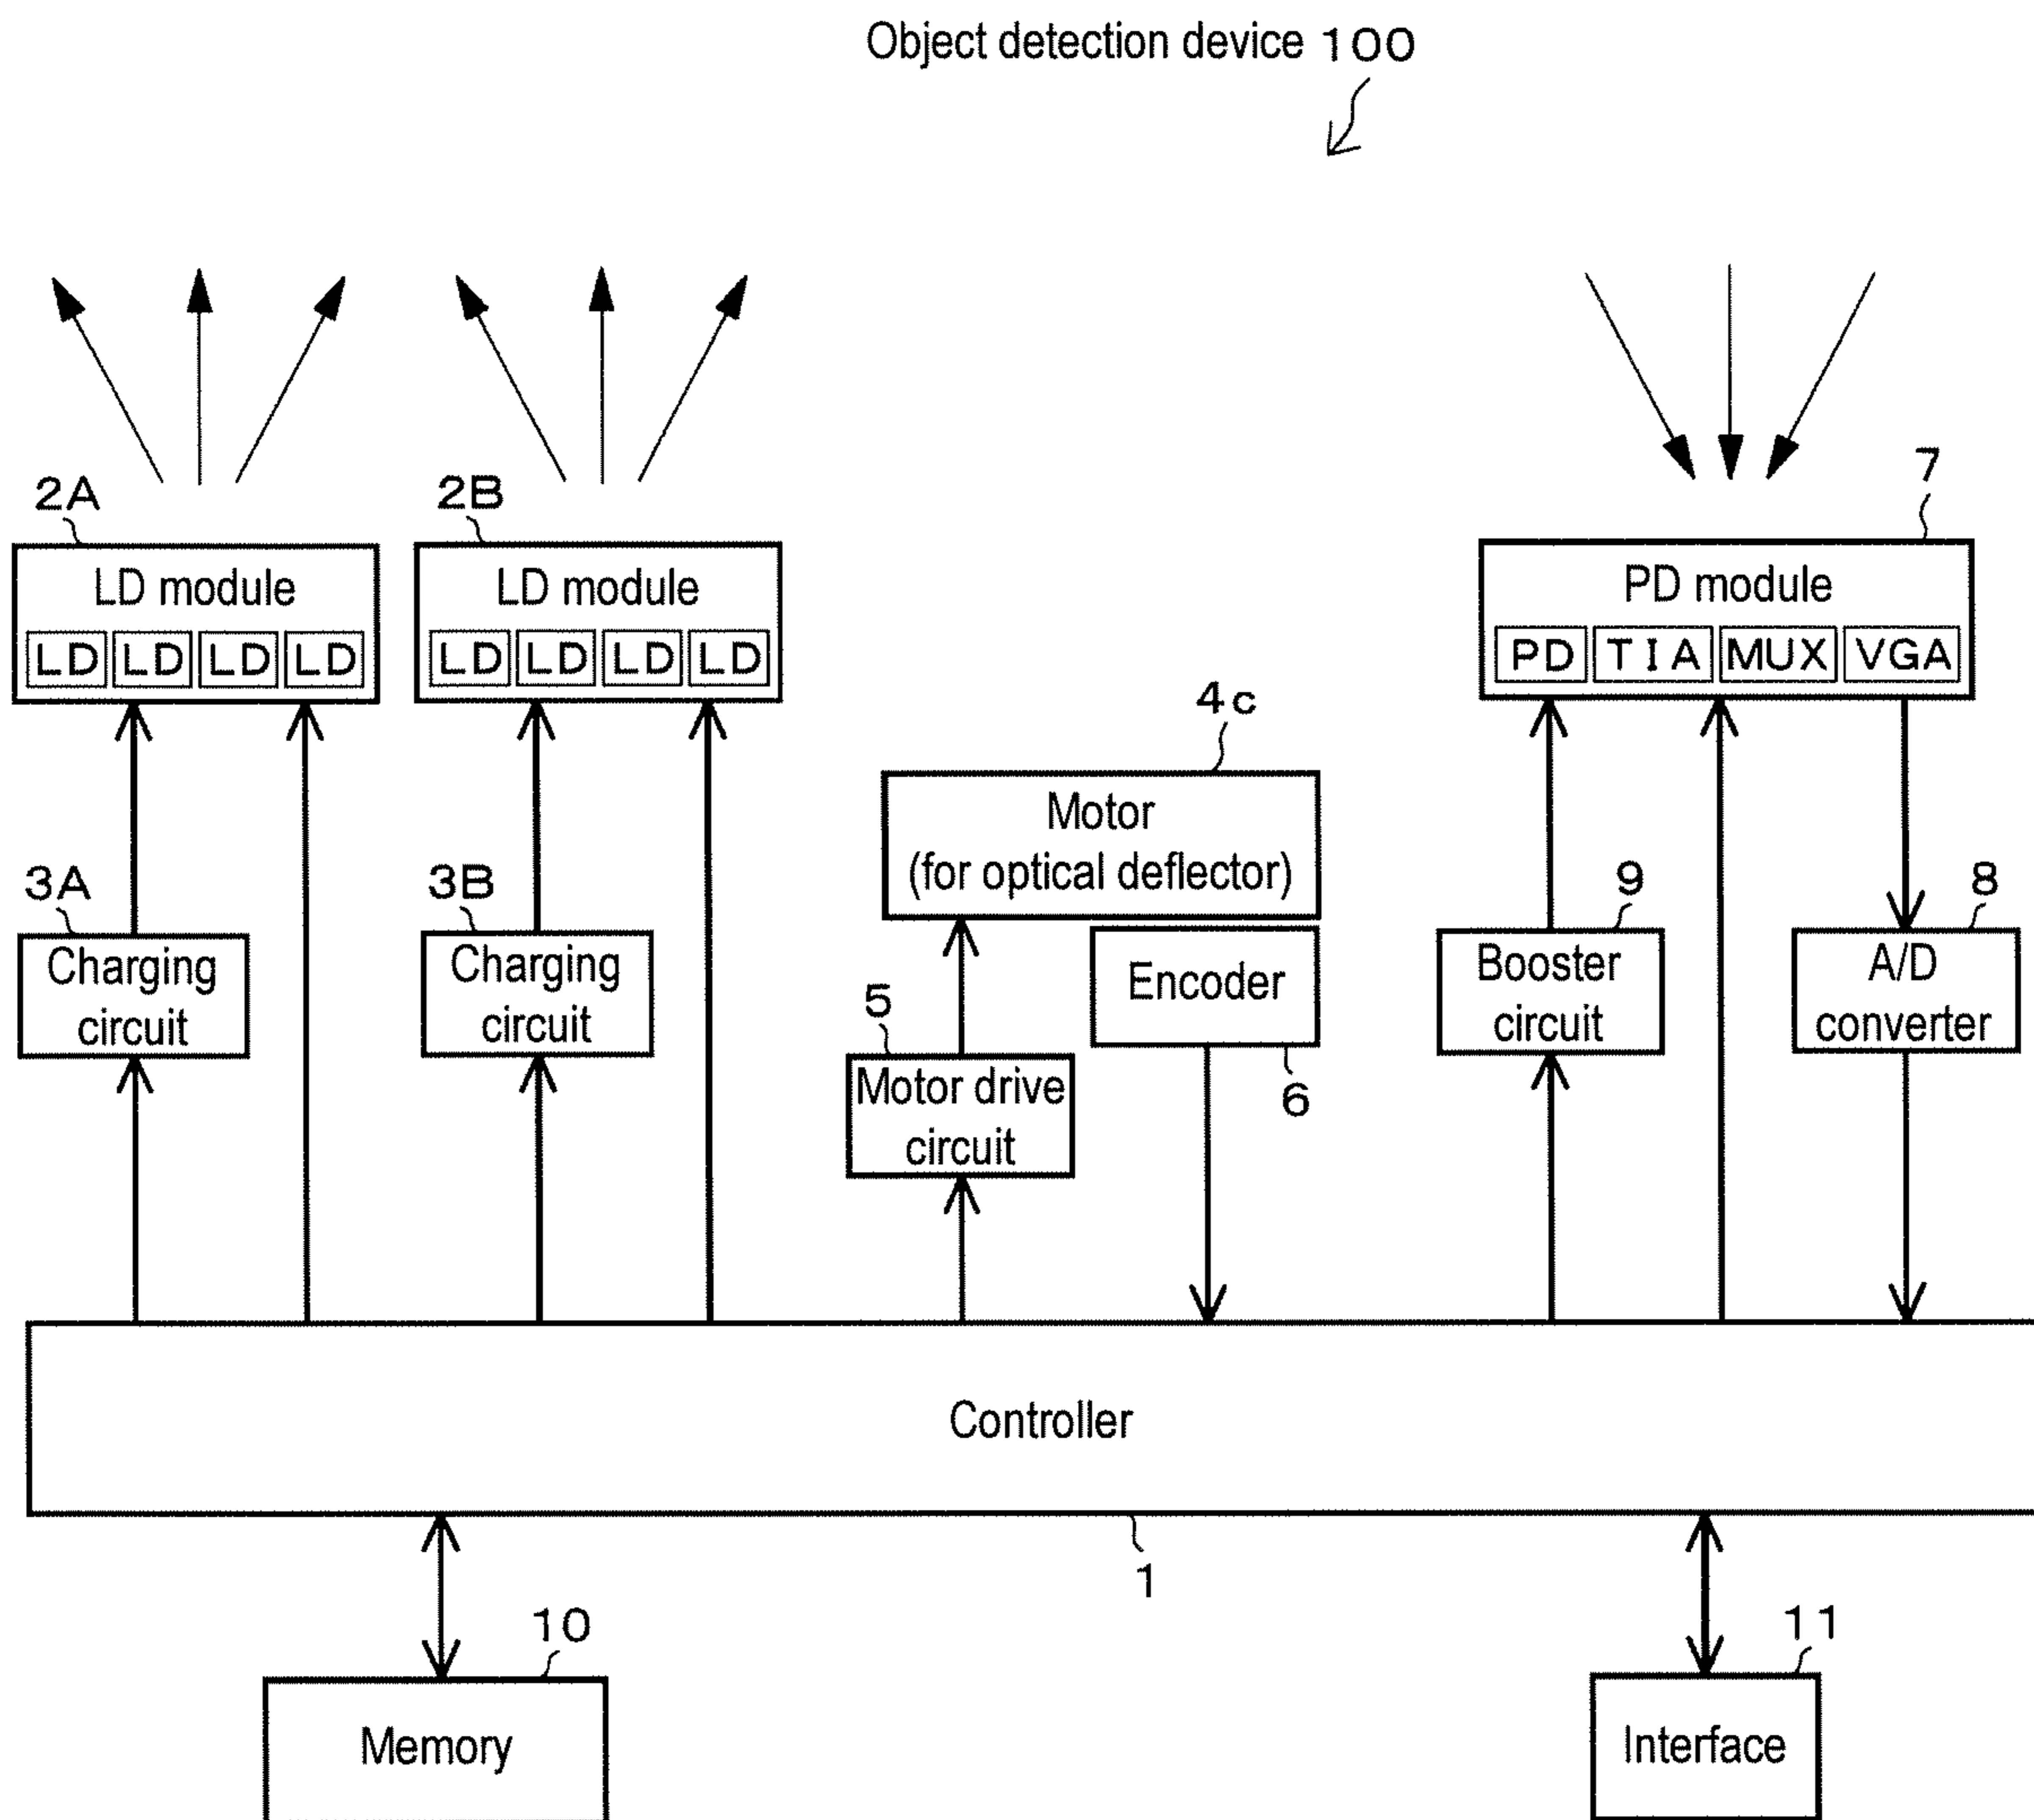 Object detection device 100
2A
2B
7
LD module
LD LD LD LD
LD module
LD LD LD LD
PD module
PD TIA MUX VGA
4c
Motor
(for optical deflector)
3A
Charging
circuit
3B
Charging
circuit
5
Motor drive
circuit
Encoder
6
9
Booster
circuit
8
A/D
converter
Controller
1
10
Memory
11
Interface